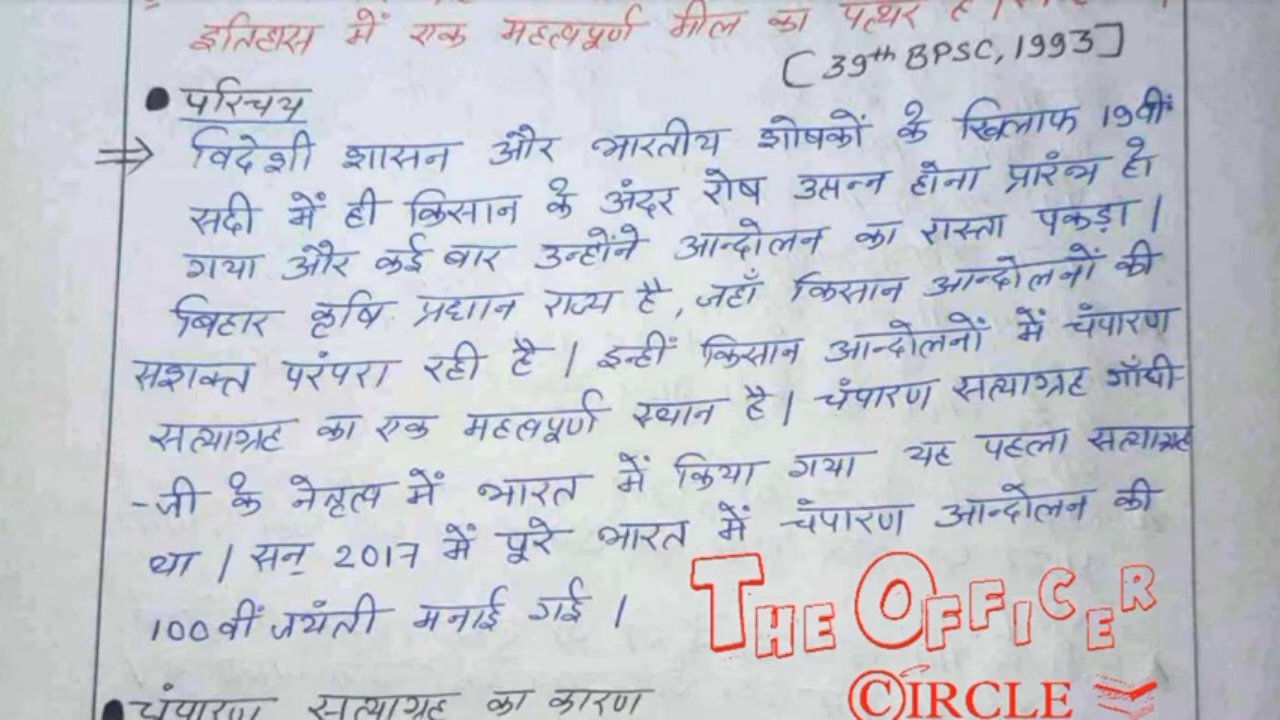 इतिहास में एक महत्वपूर्ण मील का पत्थर है।
[39th BPSC, 1993]
• परिचय
⇒ विदेशी शासन और भारतीय शोषकों के खिलाफ 19वीं
सदी में ही किसान के अंदर रोष उत्पन्न होना प्रारंभ हो
गया और कई बार उन्होंने आन्दोलन का रास्ता पकड़ा।
बिहार कृषि प्रधान राज्य है, जहाँ किसान आन्दोलनों की
सशक्त परंपरा रही है। इन्हीं किसान आन्दोलनों में चंपारण
सत्याग्रह का एक महत्वपूर्ण स्थान है। चंपारण सत्याग्रह गाँधी
-जी के नेतृत्व में भारत में किया गया यह पहला सत्याग्रह
था। सन् 2017 में पूरे भारत में चंपारण आन्दोलन की
100वीं जयंती मनाई गई।
THE OFFICER
CIRCLE
• चंपारण सत्याग्रह का कारण